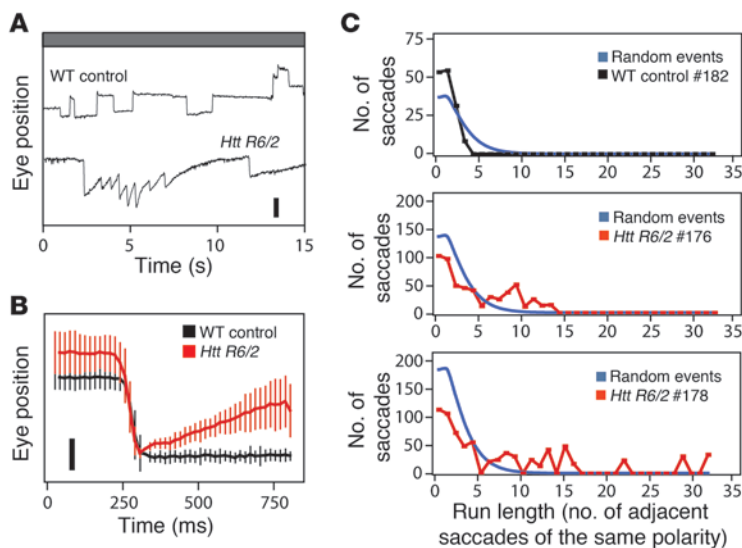 A
WT control
Htt R6/2
Eye position
0 5 10 15
Time (s)
B
WT control
Htt R6/2
Eye position
0 250 500 750
Time (ms)
C
75
50
25
0
No. of
saccades
Random events
WT control #182
0 5 10 15 20 25 30 35
200
150
100
50
0
No. of
saccades
Random events
Htt R6/2 #176
0 5 10 15 20 25 30 35
200
150
100
50
0
No. of
saccades
Random events
Htt R6/2 #178
0 5 10 15 20 25 30 35
Run length (no. of adjacent
saccades of the same polarity)